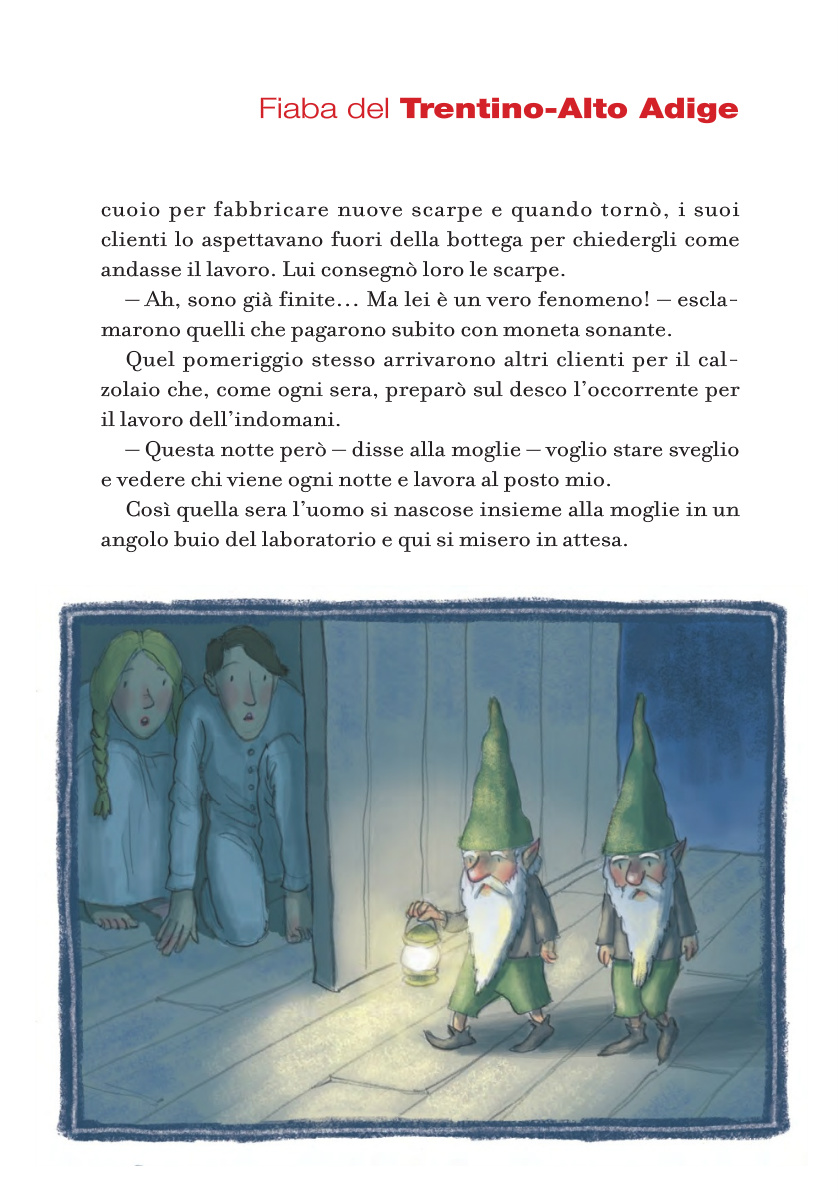 Fiaba del Trentino-Alto Adige
cuoio per fabbricare nuove scarpe e quando tornò, i suoi
clienti lo aspettavano fuori della bottega per chiedergli come
andasse il lavoro. Lui consegnò loro le scarpe.
– Ah, sono già finite… Ma lei è un vero fenomeno! – escla-
marono quelli che pagarono subito con moneta sonante.
Quel pomeriggio stesso arrivarono altri clienti per il cal-
zolaio che, come ogni sera, preparò sul desco l’occorrente per
il lavoro dell’indomani.
– Questa notte però – disse alla moglie – voglio stare sveglio
e vedere chi viene ogni notte e lavora al posto mio.
Così quella sera l’uomo si nascose insieme alla moglie in un
angolo buio del laboratorio e qui si misero in attesa.